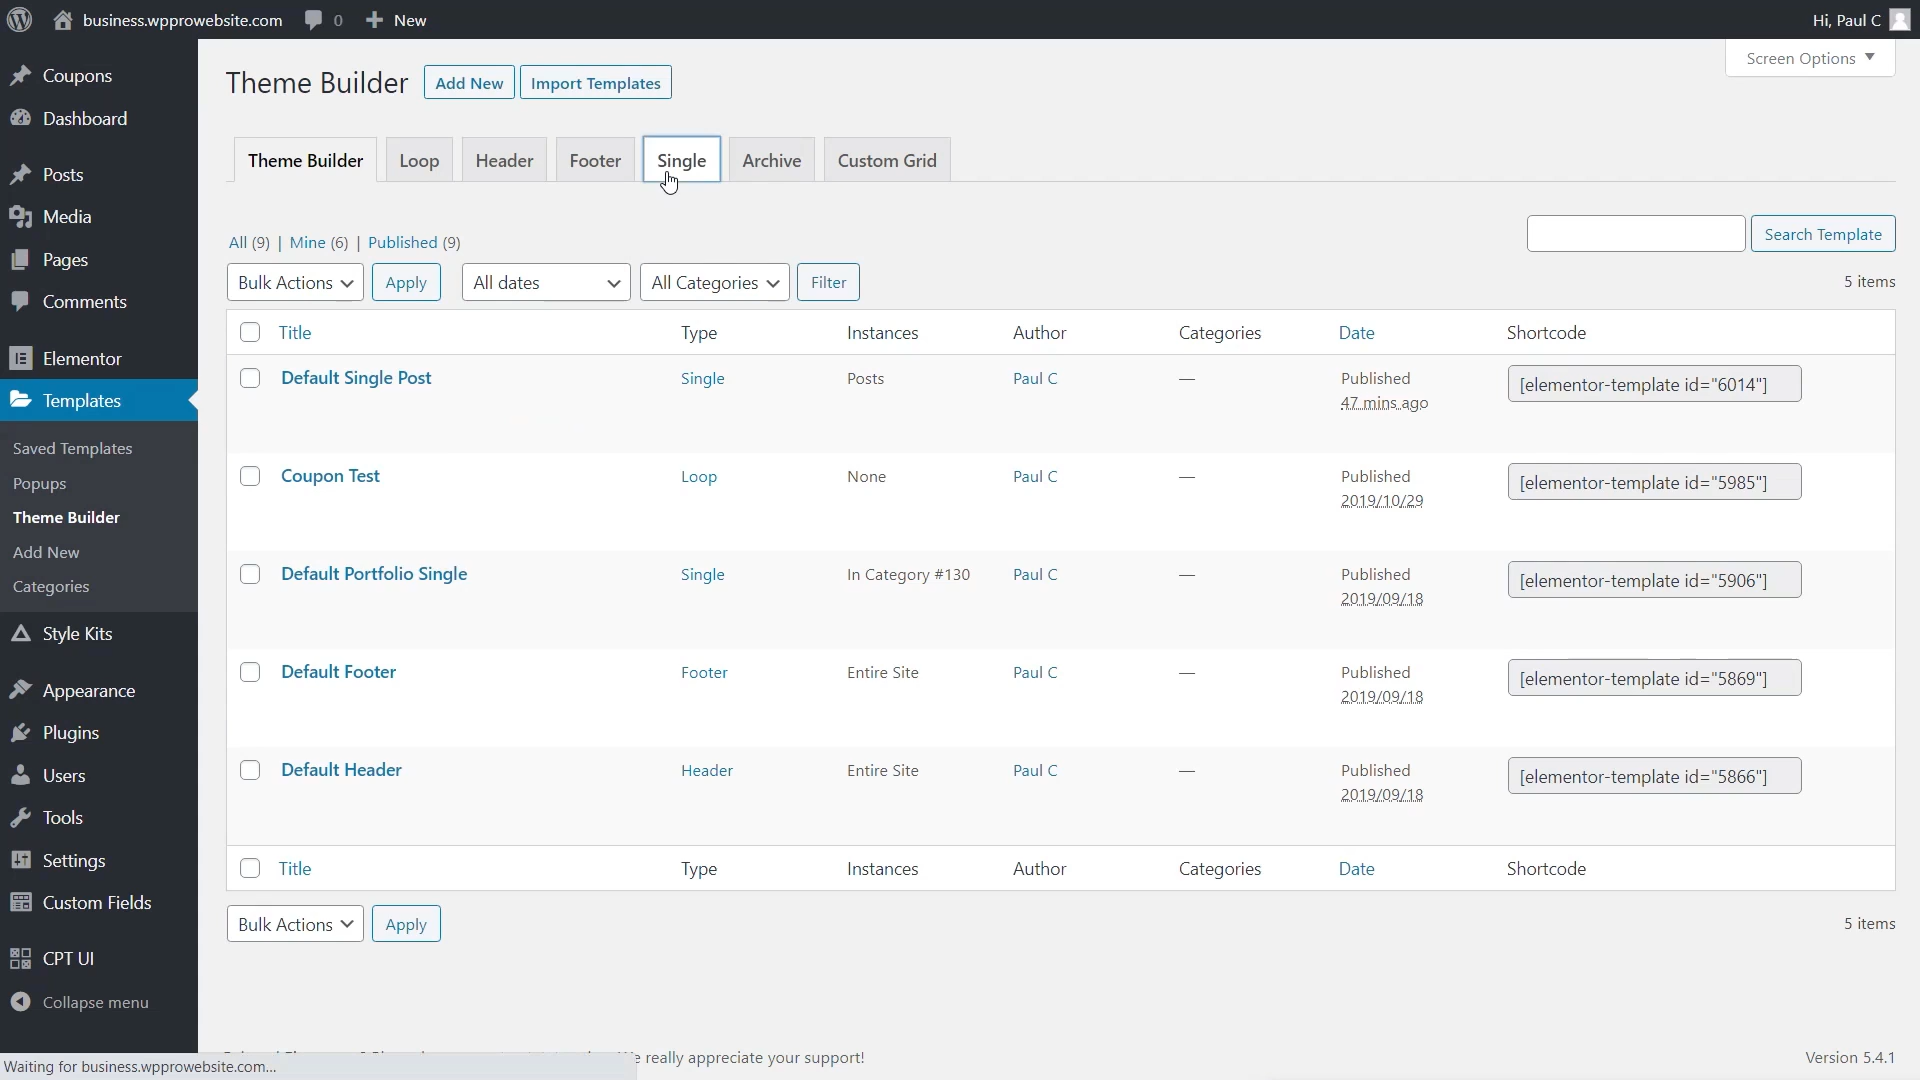 business.wpprowebsite.com 0 New Hi, Paul C
Screen Options
Coupons
Dashboard
Posts
Media
Pages
Comments
Elementor
Templates
Saved Templates
Popups
Theme Builder
Add New
Categories
Style Kits
Appearance
Plugins
Users
Tools
Settings
Custom Fields
CPT UI
Collapse menu
Theme Builder Add New Import Templates
Theme Builder Loop Header Footer Single Archive Custom Grid
All (9) | Mine (6) | Published (9)
Search Template
Bulk Actions Apply All dates All Categories Filter 5 items
Title Type Instances Author Categories Date Shortcode
Default Single Post Single Posts Paul C — Published [elementor-template id="6014"]
47 mins ago
Coupon Test Loop None Paul C — Published [elementor-template id="5985"]
2019/10/29
Default Portfolio Single Single In Category #130 Paul C — Published [elementor-template id="5906"]
2019/09/18
Default Footer Footer Entire Site Paul C — Published [elementor-template id="5869"]
2019/09/18
Default Header Header Entire Site Paul C — Published [elementor-template id="5866"]
2019/09/18
Title Type Instances Author Categories Date Shortcode
Bulk Actions Apply 5 items
really appreciate your support! Version 5.4.1
Waiting for business.wpprowebsite.com...